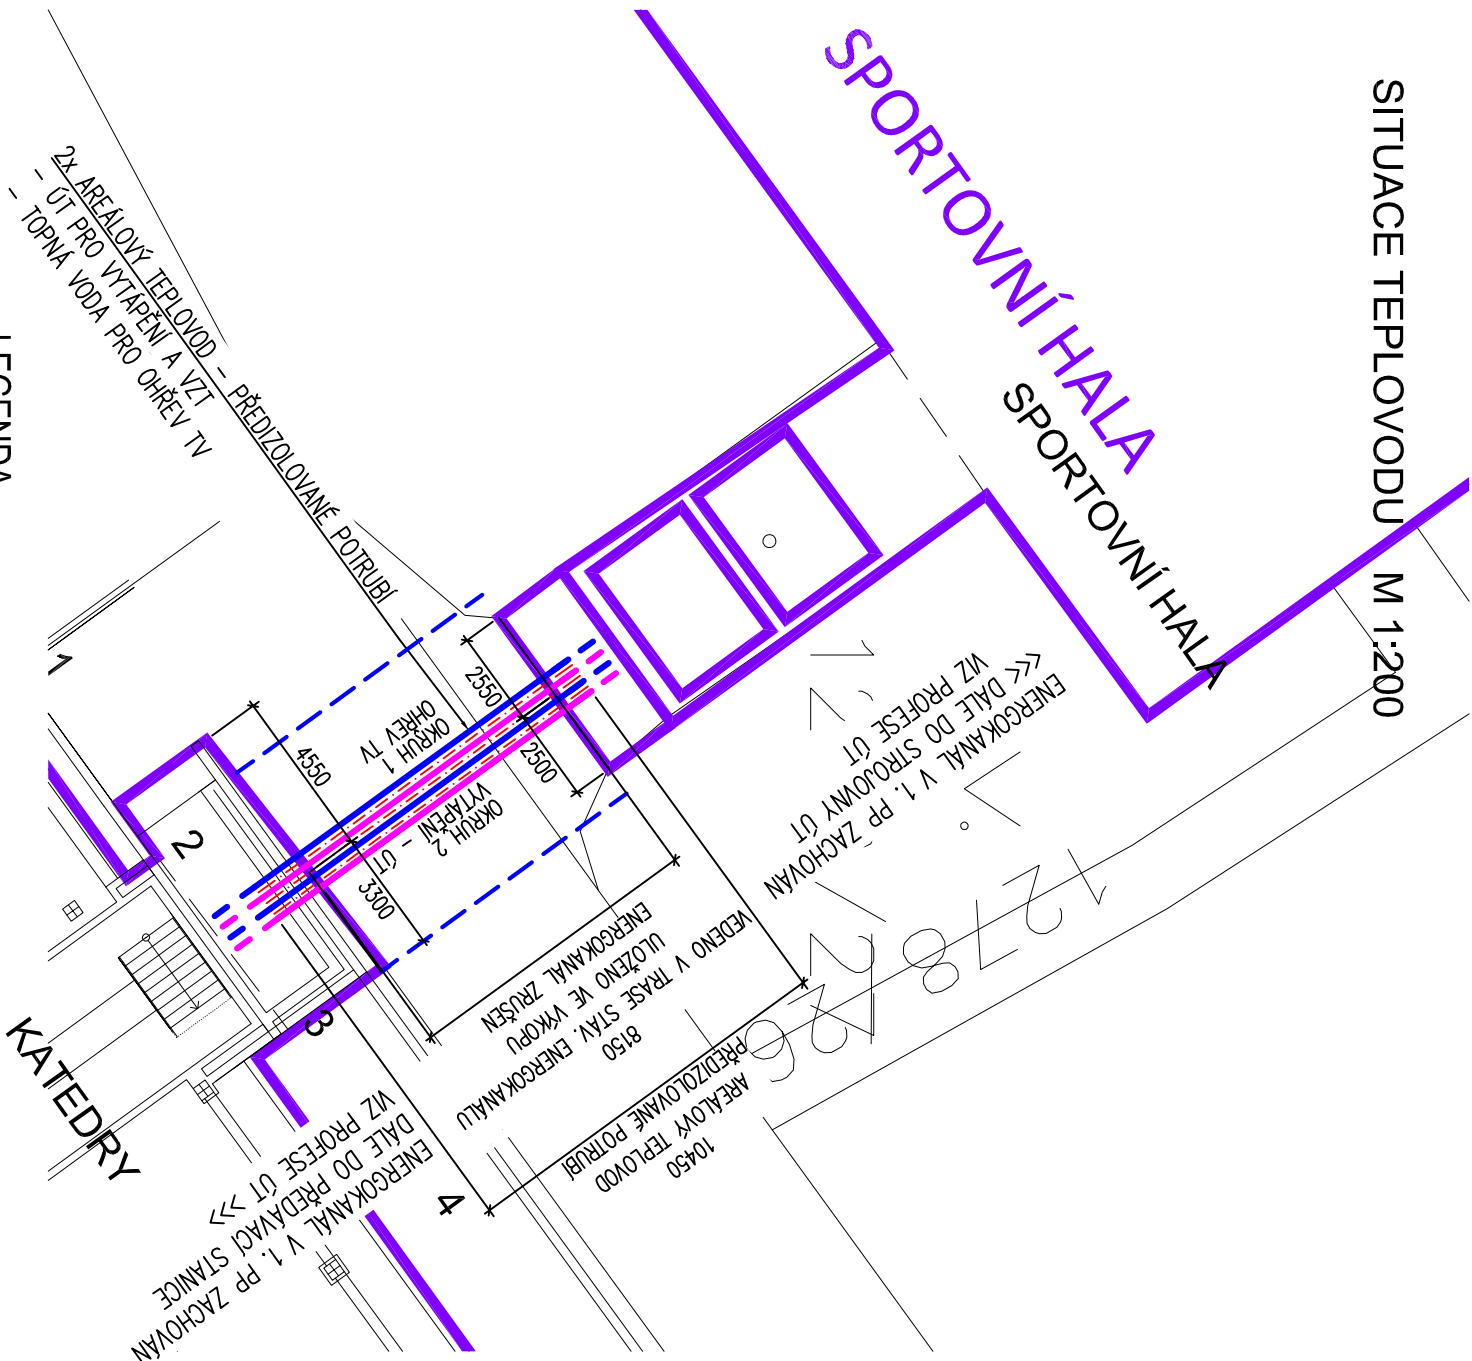 SITUACE TEPLOVODU M 1:200
SPORTOVNÍ HALA
SPORTOVNÍ HALA
2x AREÁLOVÝ TEPLOVOD – PŘEDIZOLOVANÉ POTRUBÍ
– ÚT PRO VYTÁPĚNÍ A VZT
– TOPNÁ VODA PRO OHŘEV TV
LEGENDA
ENERGOKANÁL V 1. PP ZACHOVÁN
<<< DÁLE DO STROJOVNY ÚT
VIZ PROFESE ÚT
OKRUH 1
OHŘEV TV
OKRUH 2
ÚT – VYTÁPĚNÍ
2550
2500
4550
3300
8150
VEDENO V TRASE STÁV. ENERGOKANÁLU
ULOŽENO VE VÝKOPU
ENERGOKANÁL ZRUŠEN
10450
AREÁLOVÝ TEPLOVOD
PŘEDIZOLOVANÉ POTRUBÍ
ENERGOKANÁL V 1. PP ZACHOVÁN
DÁLE DO PŘEDÁVACÍ STANICE
VIZ PROFESE ÚT >>>
KATEDRY
1
2
3
4